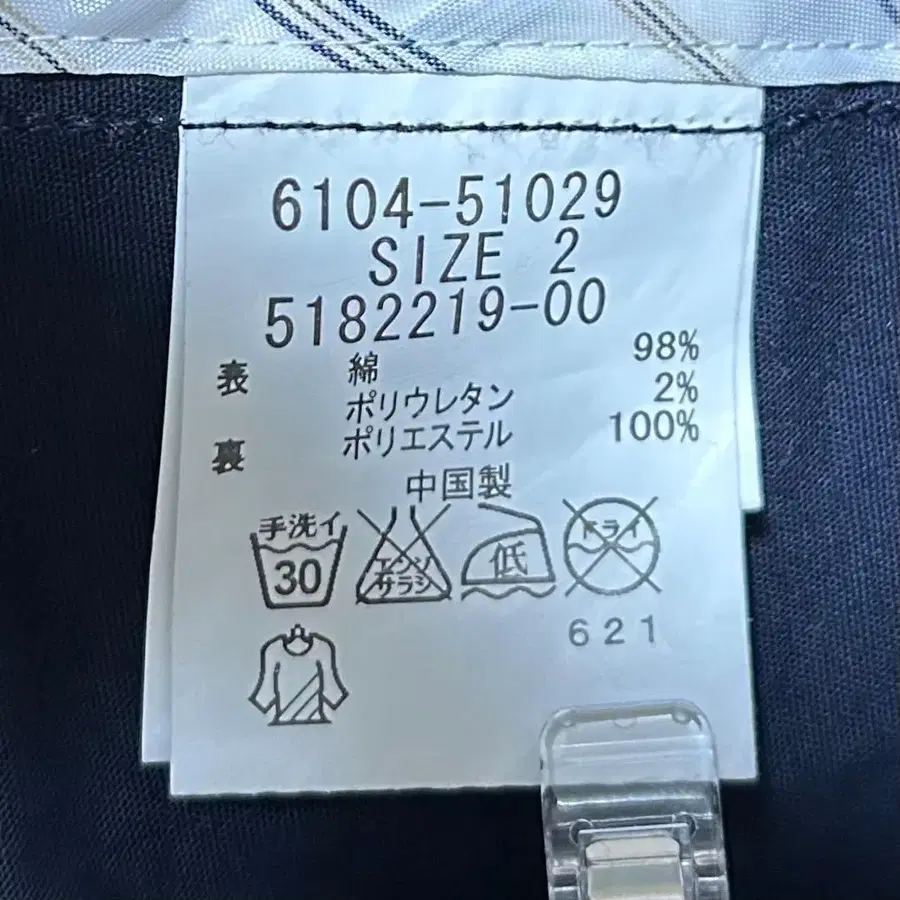 6104-51029
SIZE 2
5182219-00
表 綿 98%
ポリウレタン 2%
裏 ポリエステル 100%
中国製
手洗イ 30 エンソサラシ 低 ドライ
621